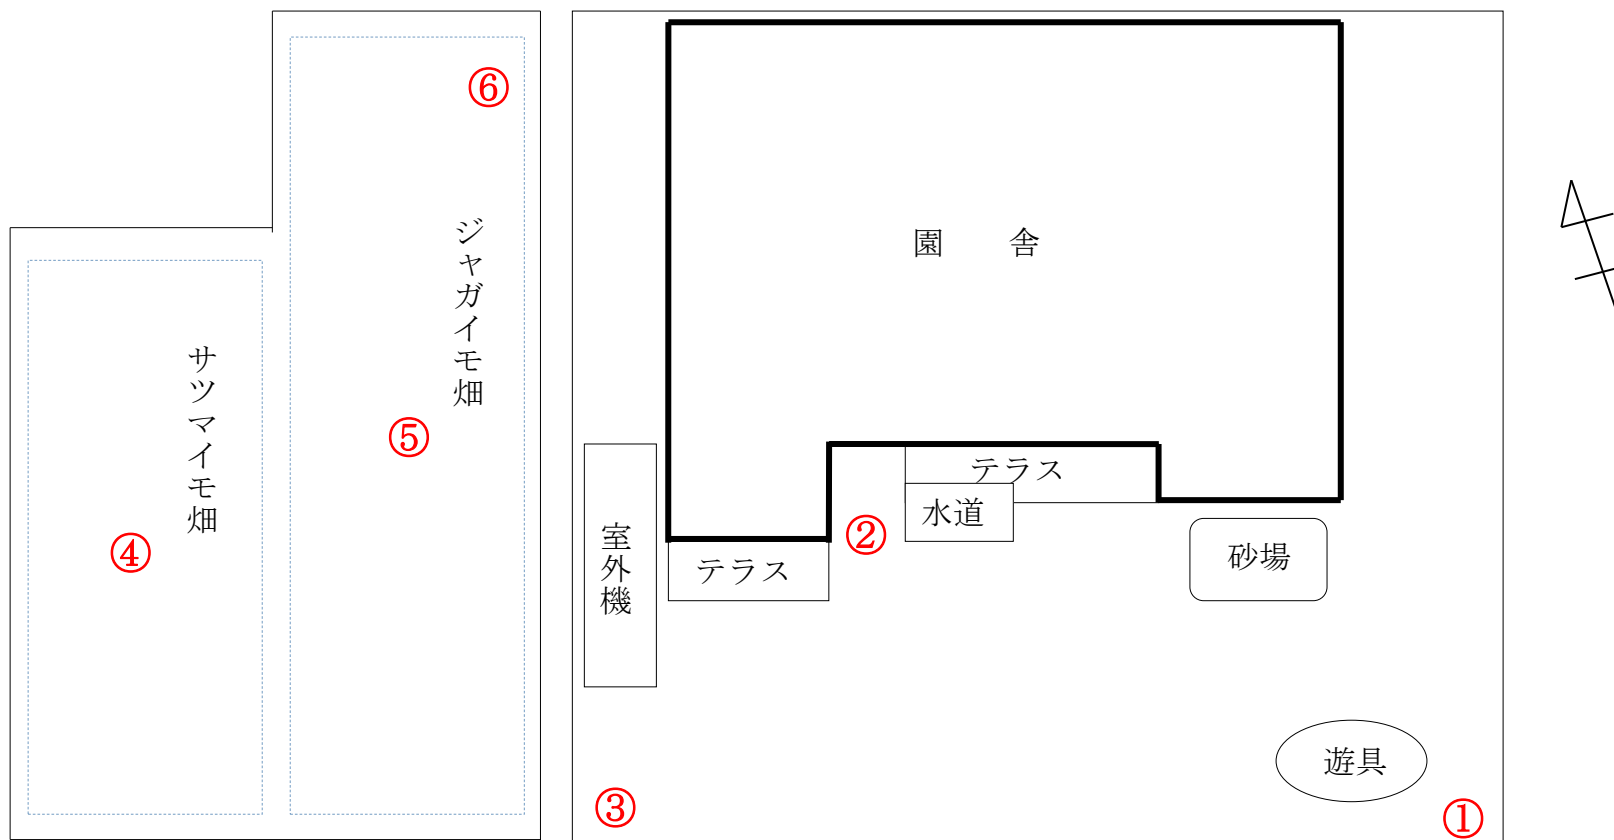 ⑥
ジャガイモ畑
園　舎
サツマイモ畑
⑤
テラス
水道
②
④
室外機
テラス
砂場
遊具
③
①